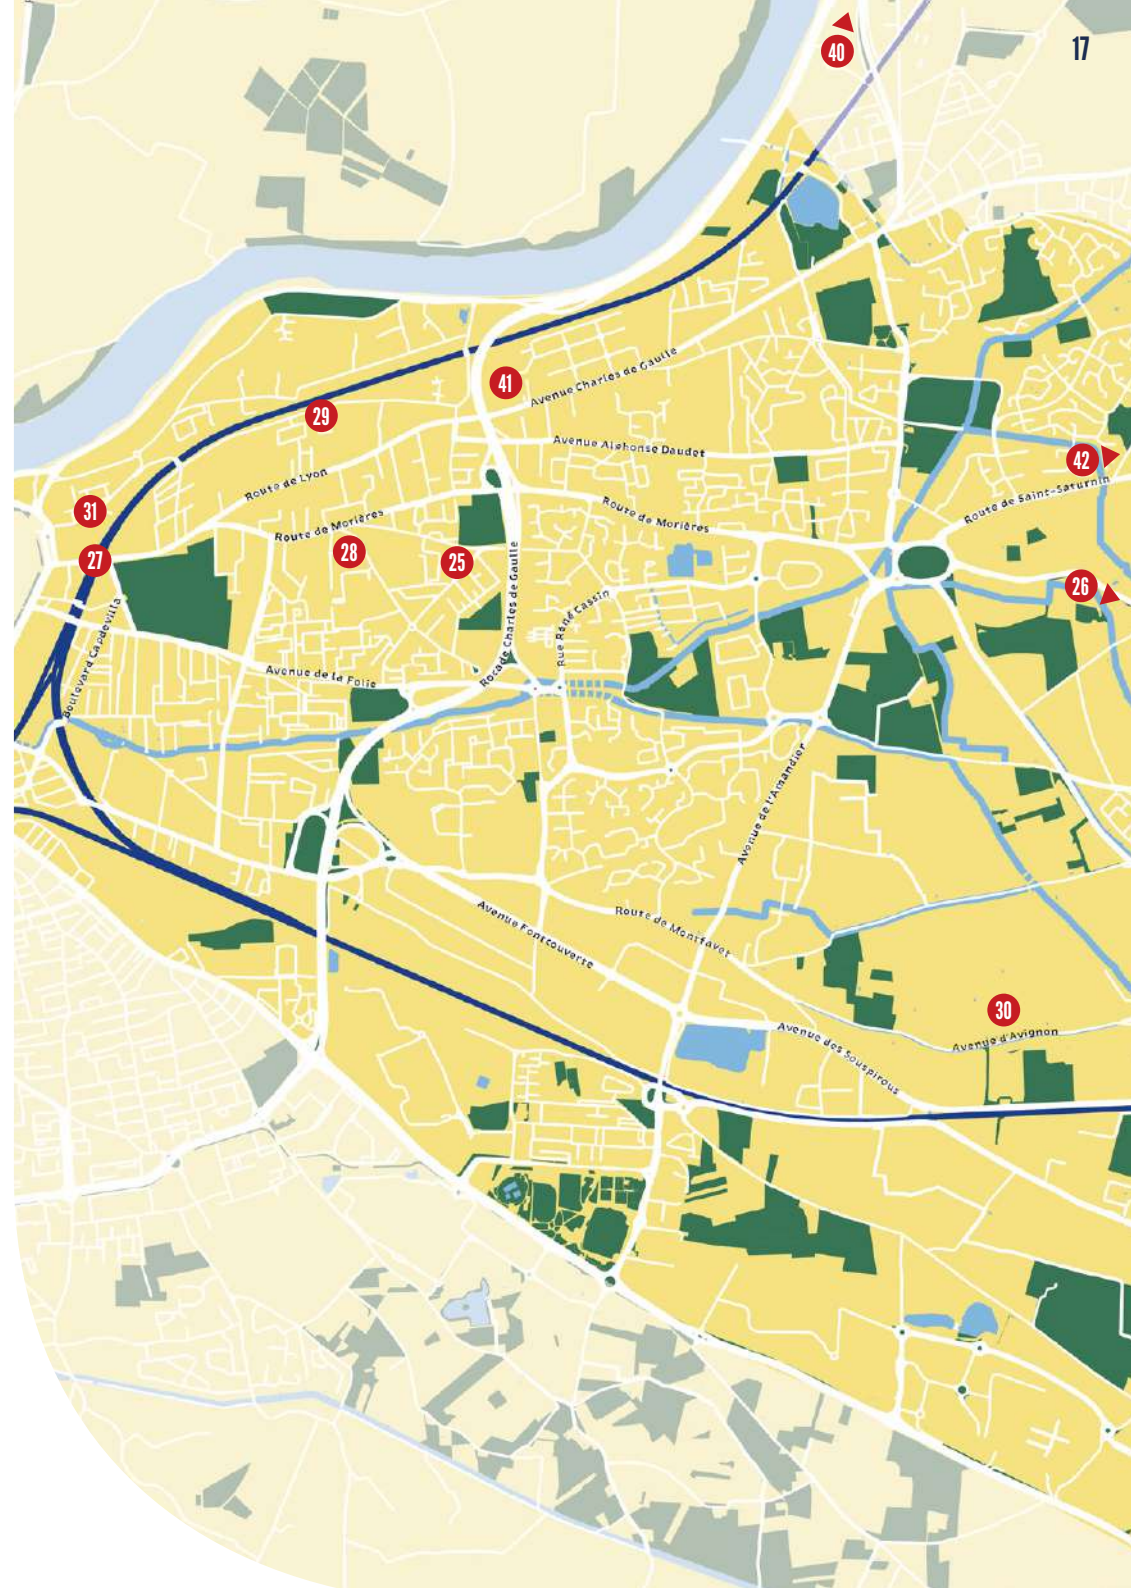 17
40
41
Avenue Charles de Gaulle
29
Avenue Alphonse Daudet
42
Route de Lyon
Route de Saint-Saturnin
31
Route de Morières
Route de Morières
28
25
27
26
Rocade Charles de Gaulle
Rue René Cassin
Boulevard Capdevilla
Avenue de la Folie
Avenue de l'Amandier
Avenue Fontcouverte
Route de Montfavet
30
Avenue d'Avignon
Avenue des Souspirous